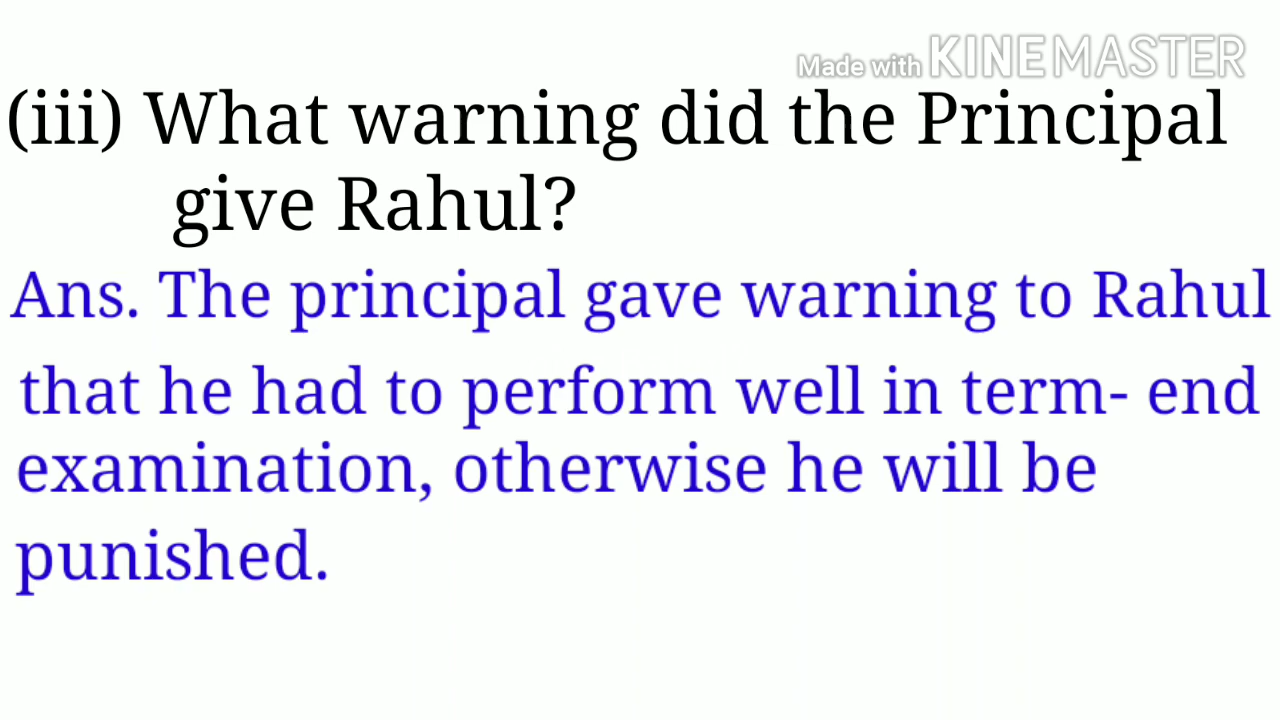 Made with KINEMASTER
(iii) What warning did the Principal
give Rahul?
Ans. The principal gave warning to Rahul
that he had to perform well in term- end
examination, otherwise he will be
punished.